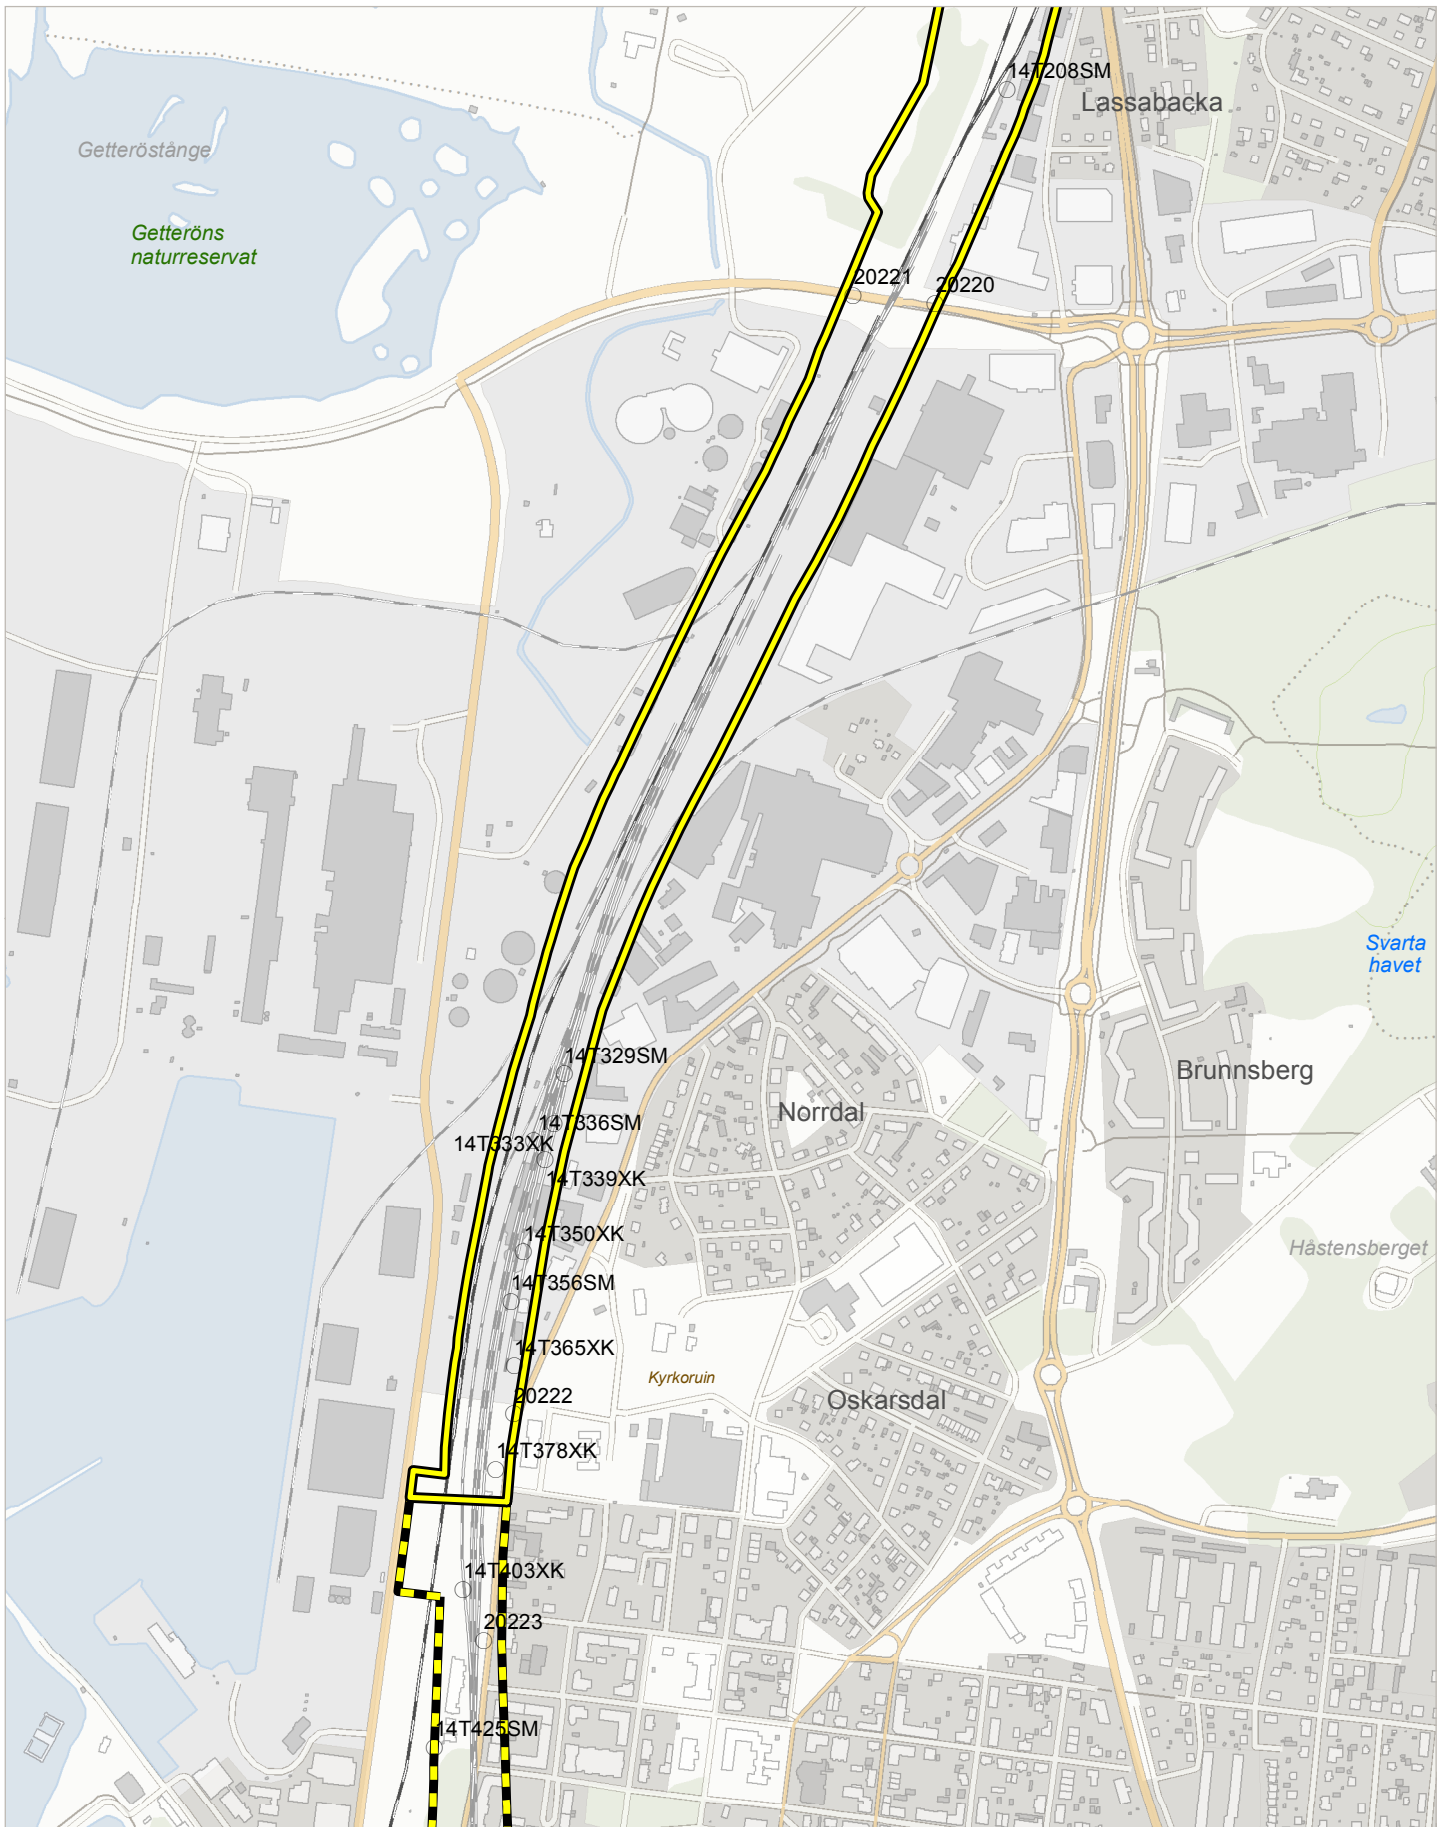 14T208SM
Lassabacka
Getteröstånge
Getteröns
naturreservat
20221
20220
Svarta
havet
14T329SM
Brunnsberg
Norrdal
14T336SM
14T333XK
14T339XK
14T350XK
Hästensberget
14T356SM
14T365XK
Kyrkoruin
20222
Oskarsdal
14T378XK
14T403XK
20223
14T425SM